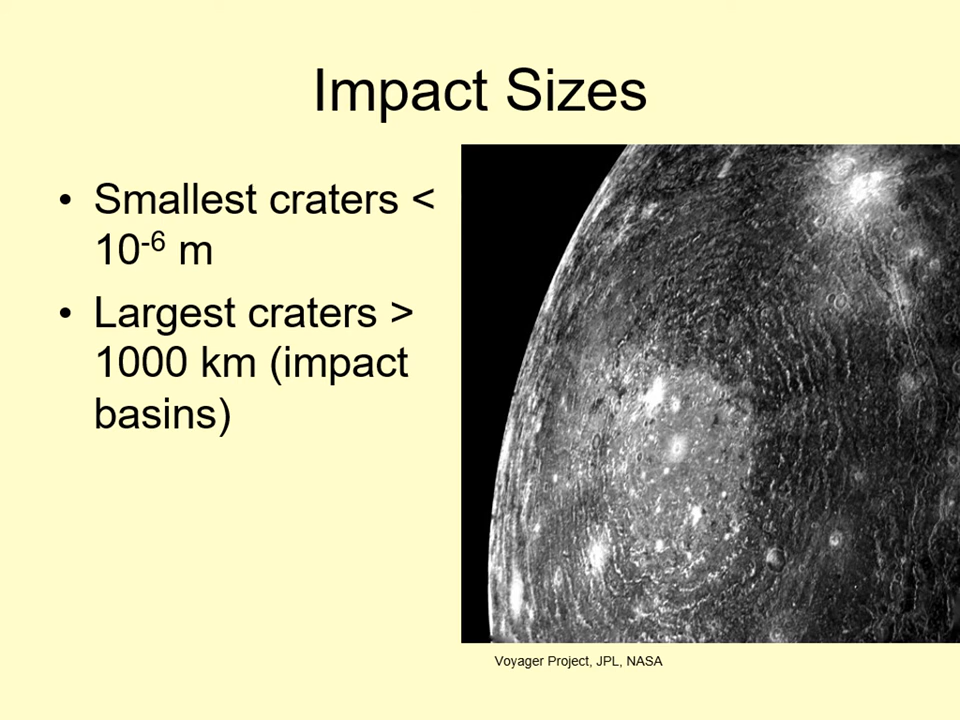 Impact Sizes
• Smallest craters <
10⁻⁶ m
• Largest craters >
1000 km (impact
basins)
Voyager Project, JPL, NASA